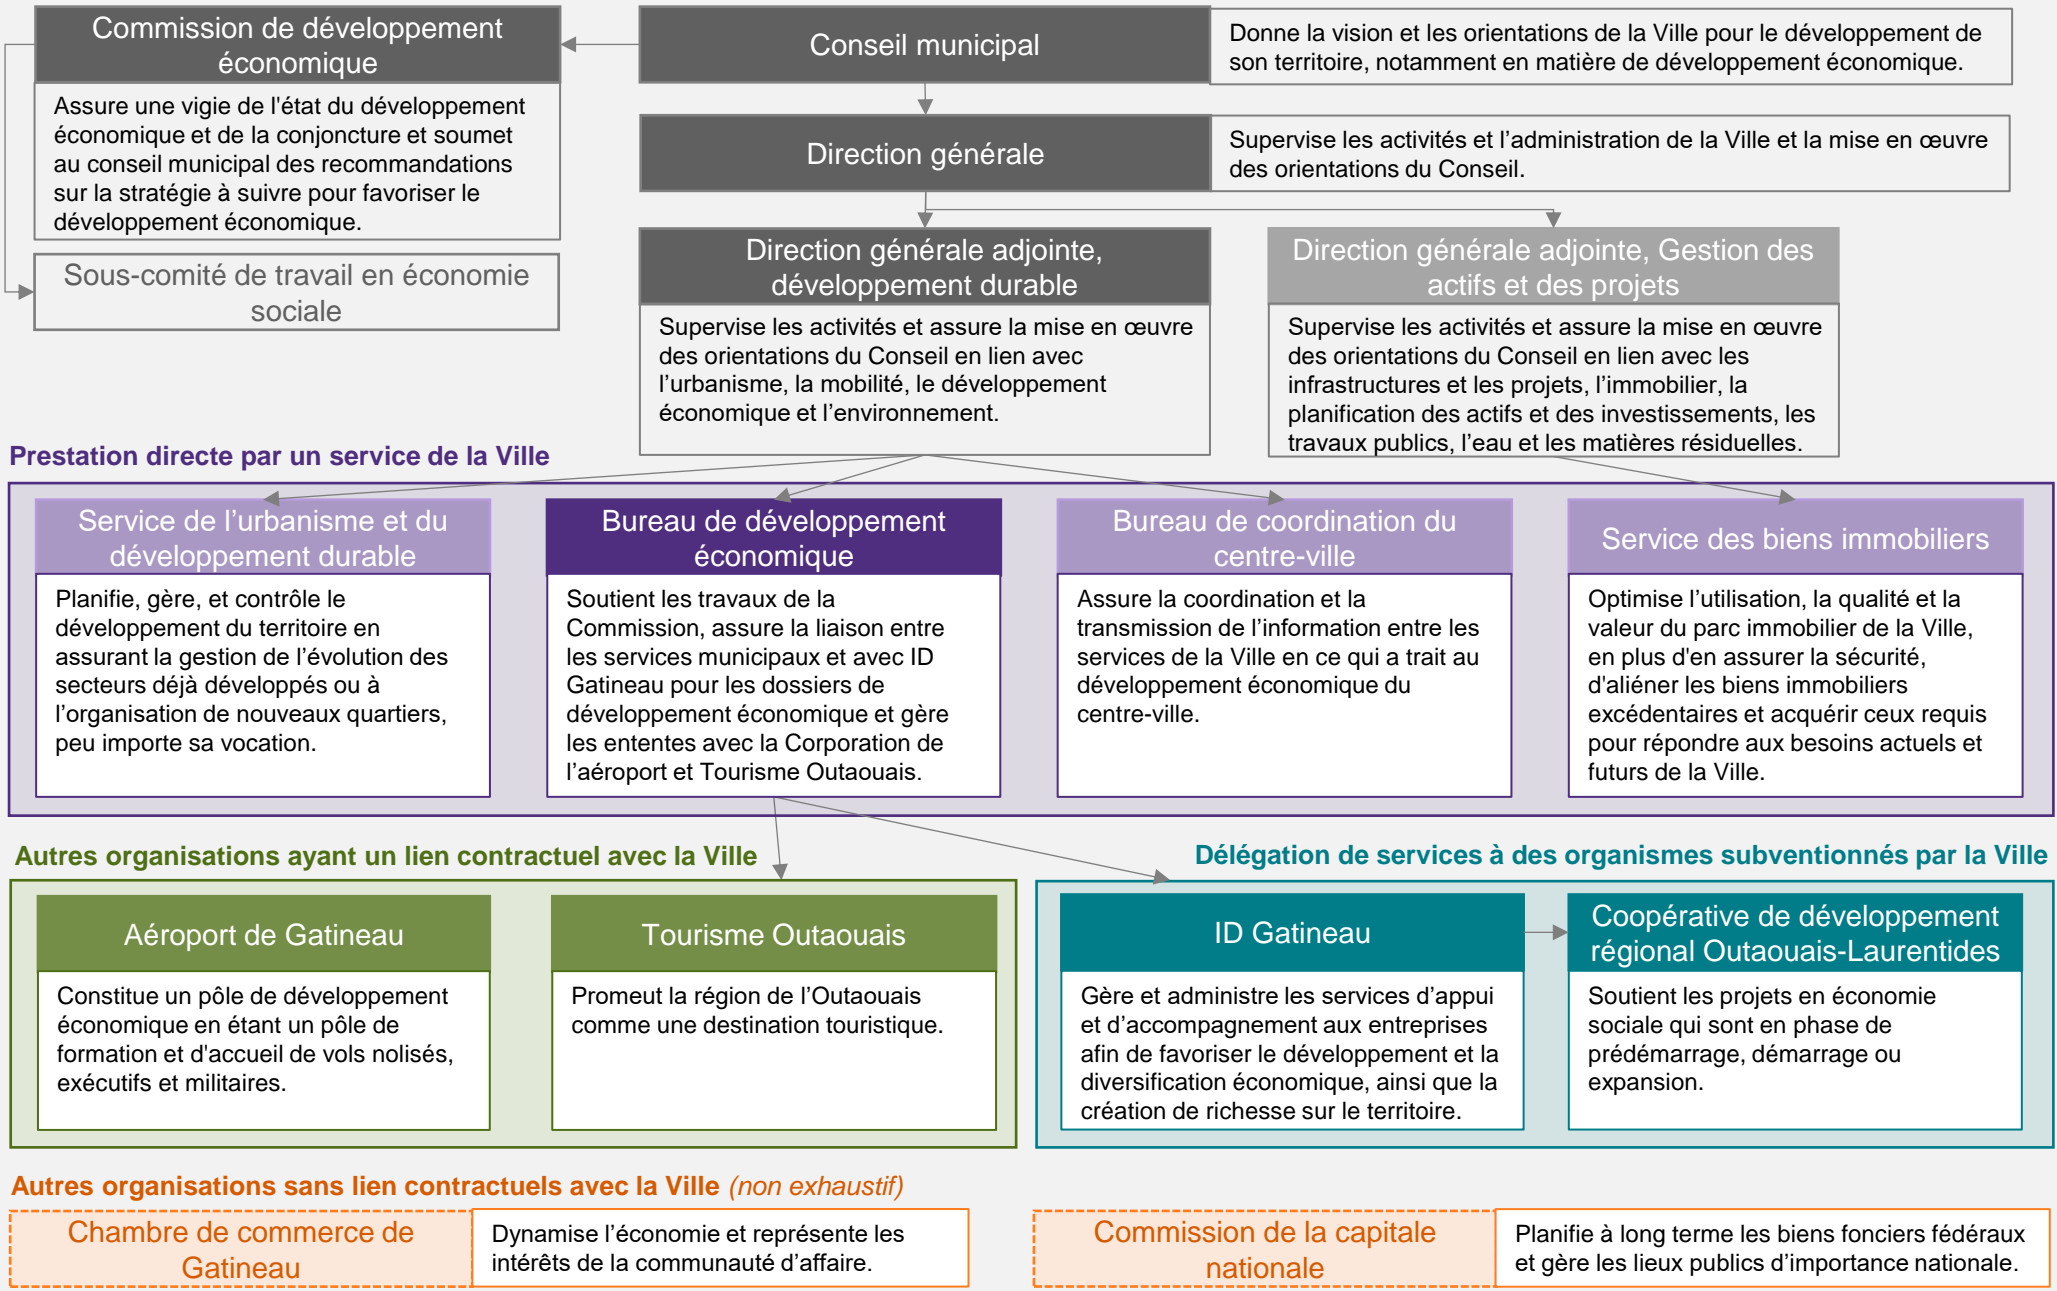 Commission de développement
économique
Assure une vigie de l'état du développement
économique et de la conjoncture et soumet
au conseil municipal des recommandations
sur la stratégie à suivre pour favoriser le
développement économique.
Sous-comité de travail en économie
sociale
Conseil municipal
Donne la vision et les orientations de la Ville pour le développement de
son territoire, notamment en matière de développement économique.
Direction générale
Supervise les activités et l’administration de la Ville et la mise en œuvre
des orientations du Conseil.
Direction générale adjointe,
développement durable
Supervise les activités et assure la mise en œuvre
des orientations du Conseil en lien avec
l’urbanisme, la mobilité, le développement
économique et l’environnement.
Direction générale adjointe, Gestion des
actifs et des projets
Supervise les activités et assure la mise en œuvre
des orientations du Conseil en lien avec les
infrastructures et les projets, l’immobilier, la
planification des actifs et des investissements, les
travaux publics, l’eau et les matières résiduelles.
Prestation directe par un service de la Ville
Service de l’urbanisme et du
développement durable
Planifie, gère, et contrôle le
développement du territoire en
assurant la gestion de l’évolution des
secteurs déjà développés ou à
l’organisation de nouveaux quartiers,
peu importe sa vocation.
Bureau de développement
économique
Soutient les travaux de la
Commission, assure la liaison entre
les services municipaux et avec ID
Gatineau pour les dossiers de
développement économique et gère
les ententes avec la Corporation de
l’aéroport et Tourisme Outaouais.
Bureau de coordination du
centre-ville
Assure la coordination et la
transmission de l’information entre les
services de la Ville en ce qui a trait au
développement économique du
centre-ville.
Service des biens immobiliers
Optimise l’utilisation, la qualité et la
valeur du parc immobilier de la Ville,
en plus d'en assurer la sécurité,
d'aliéner les biens immobiliers
excédentaires et acquérir ceux requis
pour répondre aux besoins actuels et
futurs de la Ville.
Autres organisations ayant un lien contractuel avec la Ville
Aéroport de Gatineau
Constitue un pôle de développement
économique en étant un pôle de
formation et d'accueil de vols nolisés,
exécutifs et militaires.
Tourisme Outaouais
Promeut la région de l’Outaouais
comme une destination touristique.
Délégation de services à des organismes subventionnés par la Ville
ID Gatineau
Gère et administre les services d’appui
et d’accompagnement aux entreprises
afin de favoriser le développement et la
diversification économique, ainsi que la
création de richesse sur le territoire.
Coopérative de développement
régional Outaouais-Laurentides
Soutient les projets en économie
sociale qui sont en phase de
prédémarrage, démarrage ou
expansion.
Autres organisations sans lien contractuels avec la Ville (non exhaustif)
Chambre de commerce de
Gatineau
Dynamise l’économie et représente les
intérêts de la communauté d’affaire.
Commission de la capitale
nationale
Planifie à long terme les biens fonciers fédéraux
et gère les lieux publics d’importance nationale.